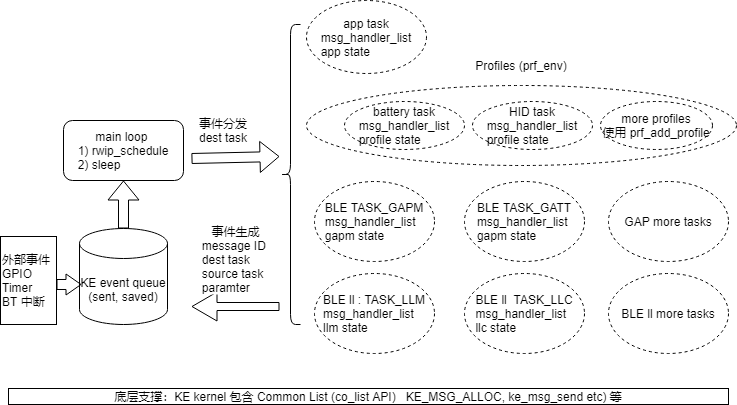 app task
msg_handler_list
app state
Profiles (prf_env)
battery task
msg_handler_list
profile state
HID task
msg_handler_list
profile state
more profiles
使用 prf_add_profile
main loop
1) rwip_schedule
2) sleep
事件分发
dest task
BLE TASK_GAPM
msg_handler_list
gapm state
BLE TASK_GATT
msg_handler_list
gapm state
GAP more tasks
外部事件
GPIO
Timer
BT 中断
KE event queue
(sent, saved)
事件生成
message ID
dest task
source task
paramter
BLE ll : TASK_LLM
msg_handler_list
llm state
BLE ll  TASK_LLC
msg_handler_list
llc state
BLE ll more tasks
底层支撑：KE kernel 包含 Common List (co_list API)   KE_MSG_ALLOC, ke_msg_send etc) 等